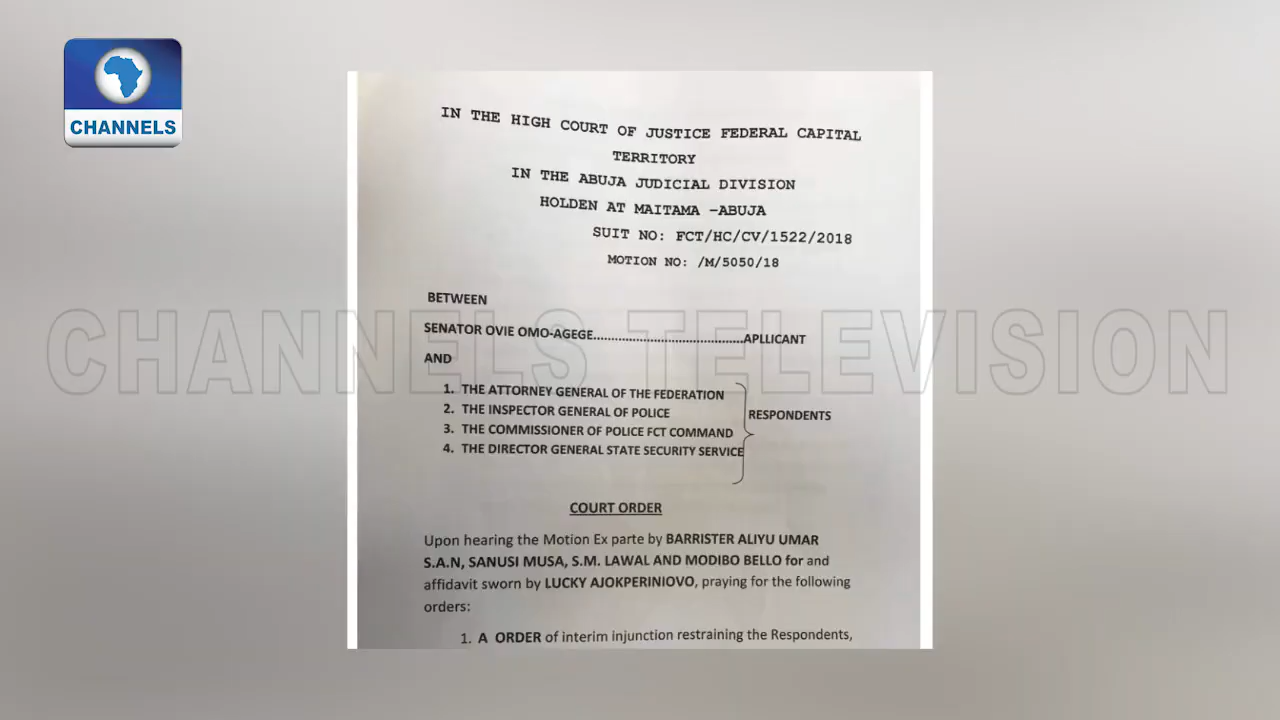 CHANNELS
IN THE HIGH COURT OF JUSTICE FEDERAL CAPITAL
TERRITORY
IN THE ABUJA JUDICIAL DIVISION
HOLDEN AT MAITAMA –ABUJA
SUIT NO: FCT/HC/CV/1522/2018
MOTION NO: /M/5050/18
BETWEEN
SENATOR OVIE OMO-AGEGE..........................................APLLICANT
AND
1. THE ATTORNEY GENERAL OF THE FEDERATION
2. THE INSPECTOR GENERAL OF POLICE
RESPONDENTS
3. THE COMMISSIONER OF POLICE FCT COMMAND
4. THE DIRECTOR GENERAL STATE SECURITY SERVICE
COURT ORDER
Upon hearing the Motion Ex parte by BARRISTER ALIYU UMAR
S.A.N, SANUSI MUSA, S.M. LAWAL AND MODIBO BELLO for and
affidavit sworn by LUCKY AJOKPERINIOVO, praying for the following
orders:
1. A ORDER of interim injunction restraining the Respondents,
CHANNELS TELEVISION